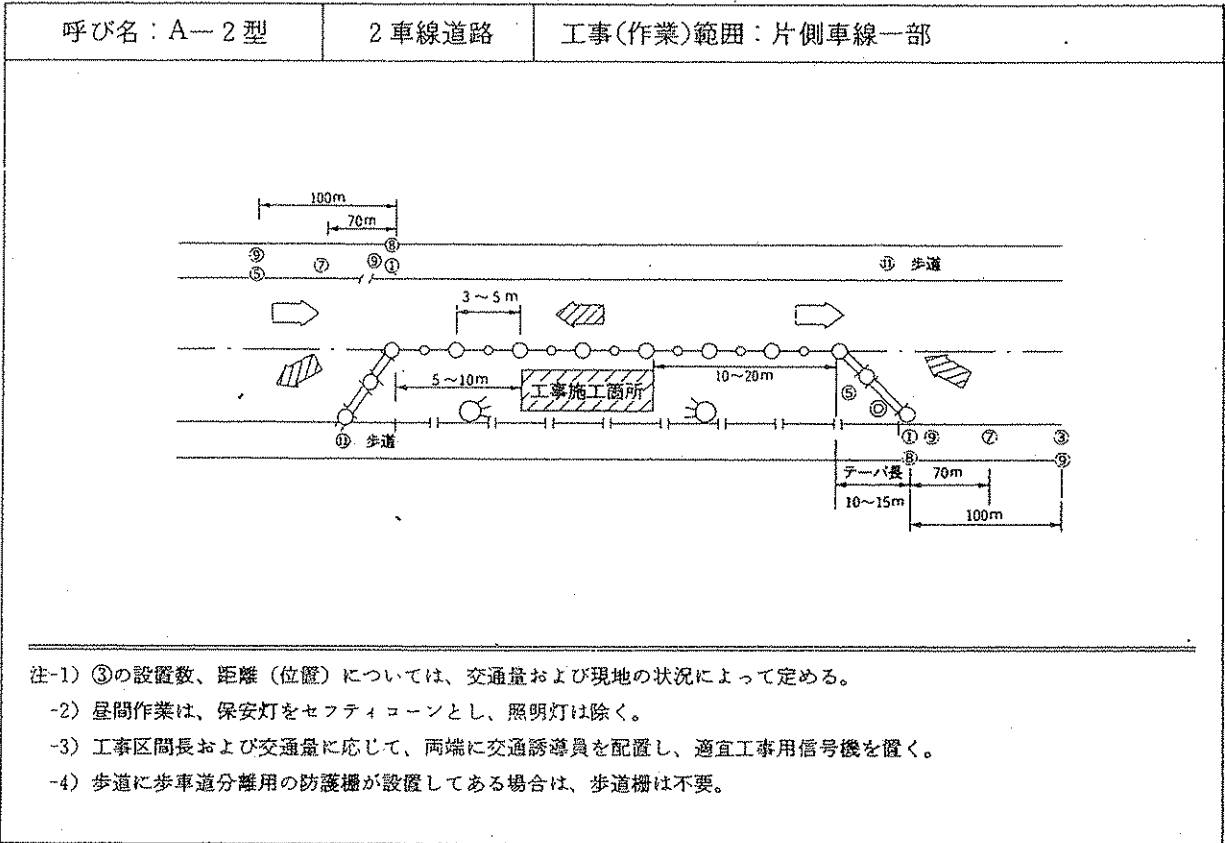 呼び名：A－2型 2車線道路 工事(作業)範囲：片側車線一部
100m
70m
⑧
⑨ ⑦ ⑨ ① ⑪ 歩道
⑤
3～5m
5～10m 工事施工箇所 10～20m ⑤
◎
⑪ 歩道 ① ⑨ ⑦ ③
⑧ ⑨
テーパ長 70m
10～15m 100m
注-1) ③の設置数、距離（位置）については、交通量および現地の状況によって定める。
-2) 昼間作業は、保安灯をセフティコーンとし、照明灯は除く。
-3) 工事区間長および交通量に応じて、両端に交通誘導員を配置し、適宜工事用信号機を置く。
-4) 歩道に歩車道分離用の防護柵が設置してある場合は、歩道柵は不要。